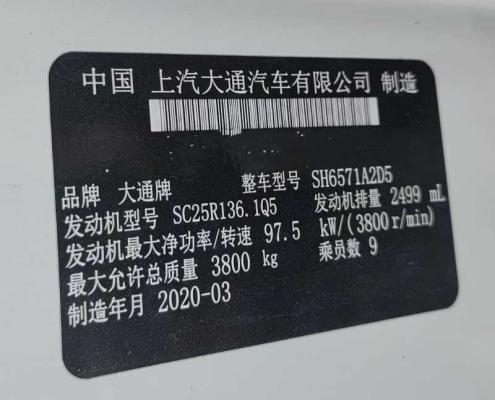 中国 上汽大通汽车有限公司 制造
品牌 大通牌 整车型号 SH6571A2D5
发动机型号 SC25R136.1Q5 发动机排量 2499 mL
发动机最大净功率/转速 97.5 kW/(3800r/min)
最大允许总质量 3800 kg 乘员数 9
制造年月 2020-03